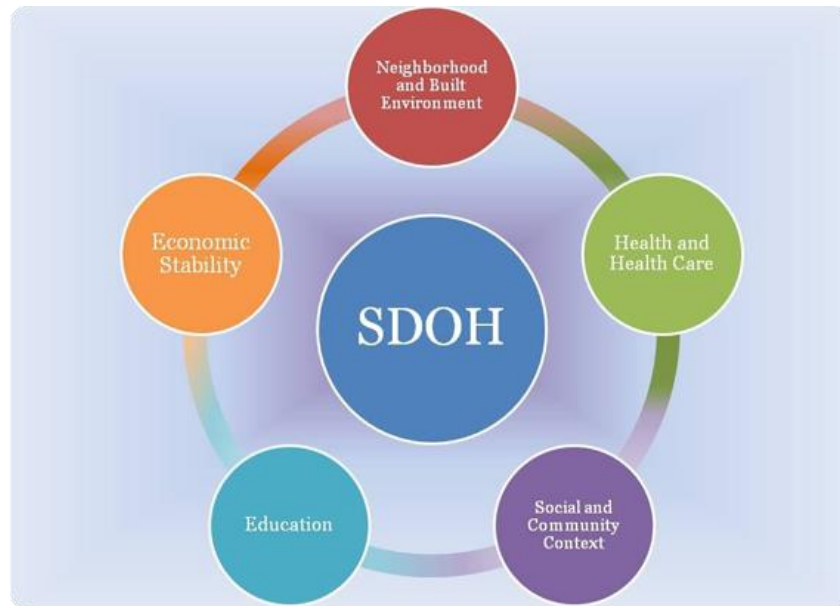 Neighborhood
and Built
Environment
Economic
Stability
Health and
Health Care
SDOH
Education
Social and
Community
Context